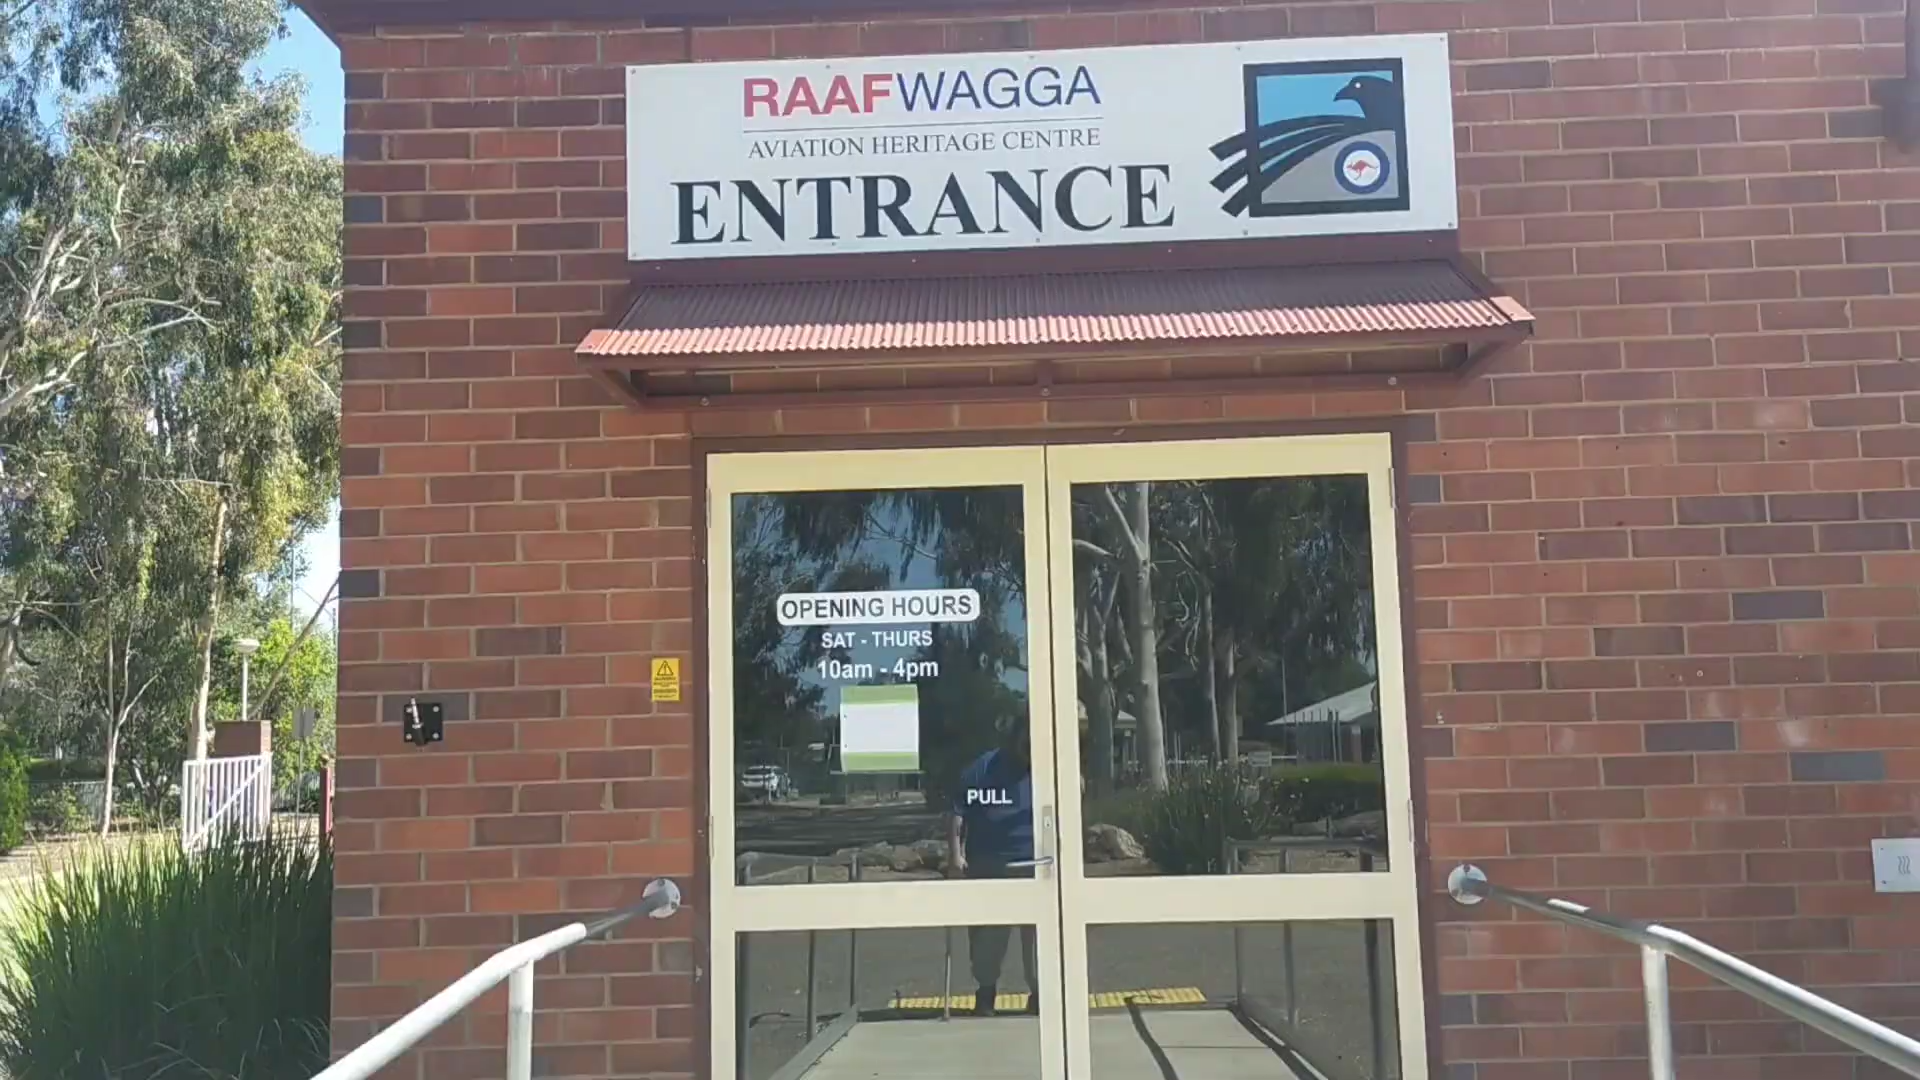 RAAFWAGGA
AVIATION HERITAGE CENTRE
ENTRANCE
OPENING HOURS
SAT - THURS
10am - 4pm
PULL